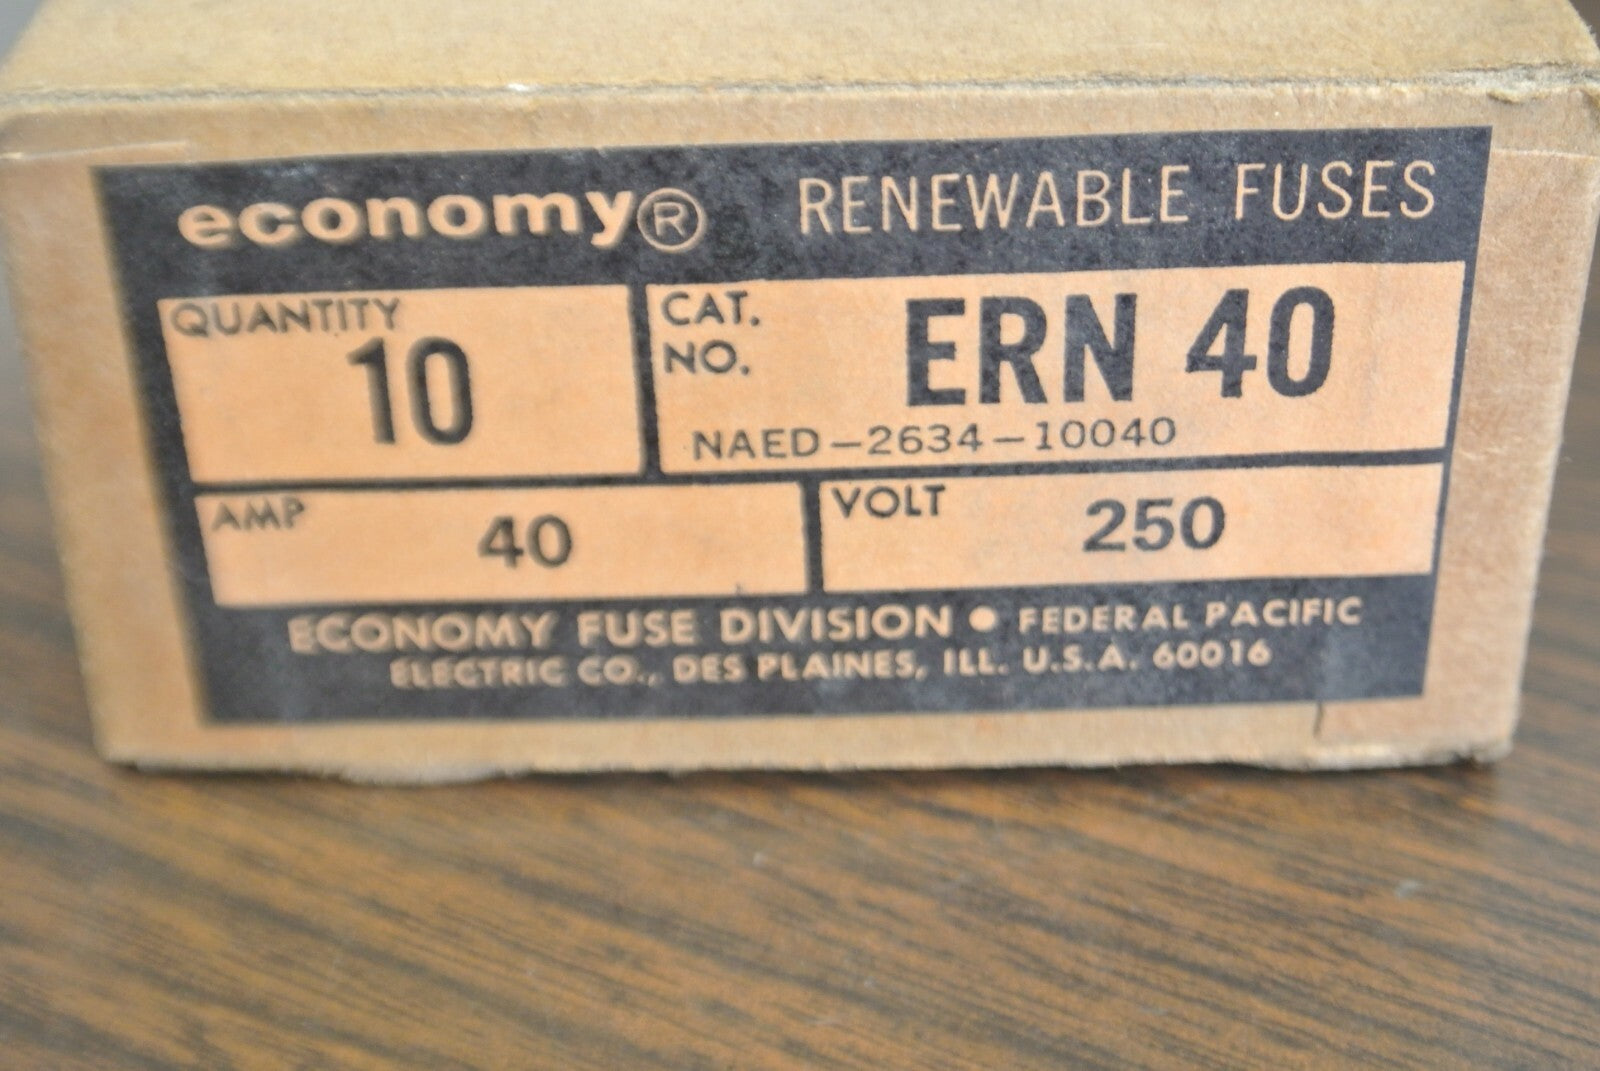 economy® RENEWABLE FUSES
QUANTITY
10
CAT.
NO.
ERN 40
NAED-2634-10040
AMP
40
VOLT
250
ECONOMY FUSE DIVISION • FEDERAL PACIFIC
ELECTRIC CO., DES PLAINES, ILL. U.S.A. 60016